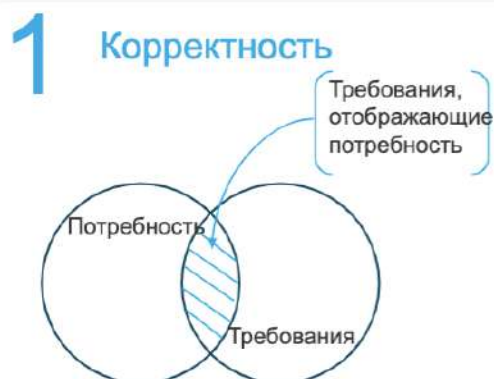 1
Корректность
Требования,
отображающие
потребность
Потребность
Требования